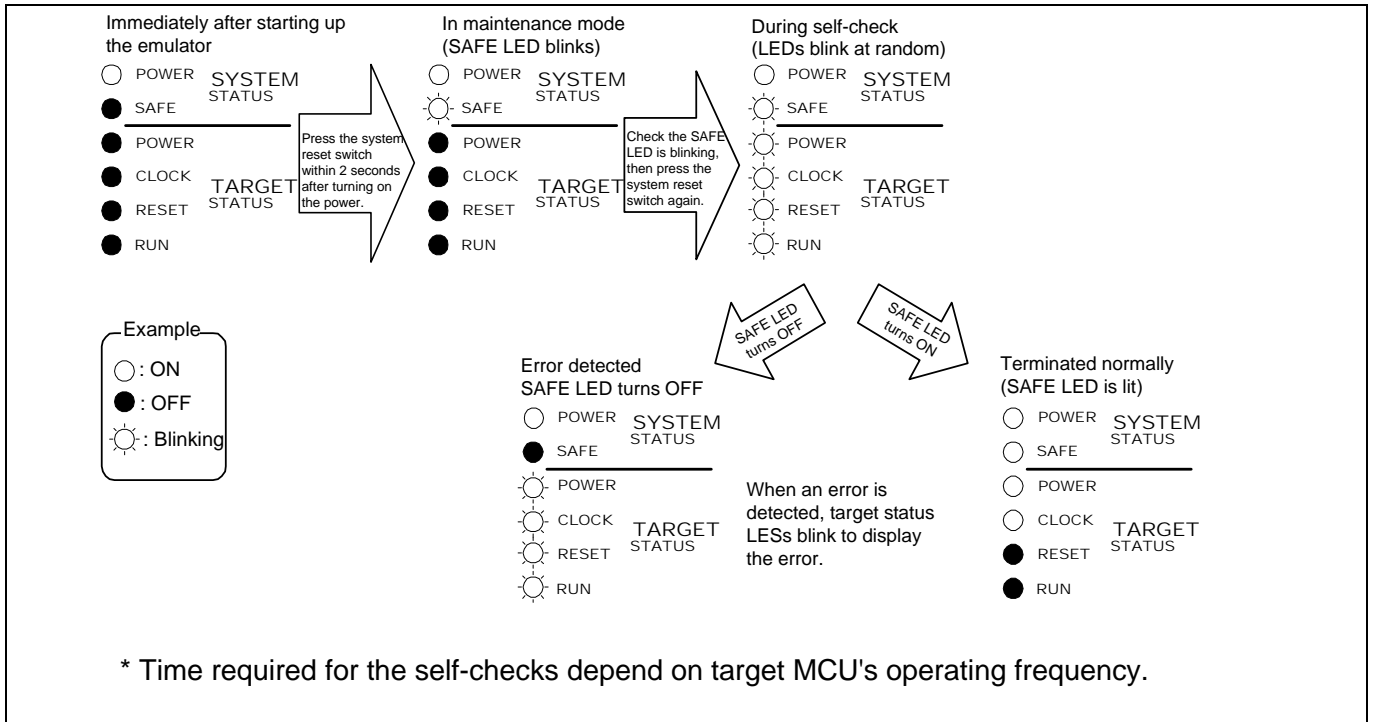 Immediately after starting up
the emulator
POWER
SAFE
SYSTEM
STATUS
POWER
CLOCK
RESET
RUN
TARGET
STATUS
Press the system
reset switch
within 2 seconds
after turning on
the power.
In maintenance mode
(SAFE LED blinks)
POWER
SAFE
SYSTEM
STATUS
POWER
CLOCK
RESET
RUN
TARGET
STATUS
Check the SAFE
LED is blinking,
then press the
system reset
switch again.
During self-check
(LEDs blink at random)
POWER
SAFE
SYSTEM
STATUS
POWER
CLOCK
RESET
RUN
TARGET
STATUS
Example
: ON
: OFF
: Blinking
SAFE LED
turns OFF
SAFE LED
turns ON
Error detected
SAFE LED turns OFF
POWER
SAFE
SYSTEM
STATUS
POWER
CLOCK
RESET
RUN
TARGET
STATUS
When an error is
detected, target status
LESs blink to display
the error.
Terminated normally
(SAFE LED is lit)
POWER
SAFE
SYSTEM
STATUS
POWER
CLOCK
RESET
RUN
TARGET
STATUS
* Time required for the self-checks depend on target MCU's operating frequency.